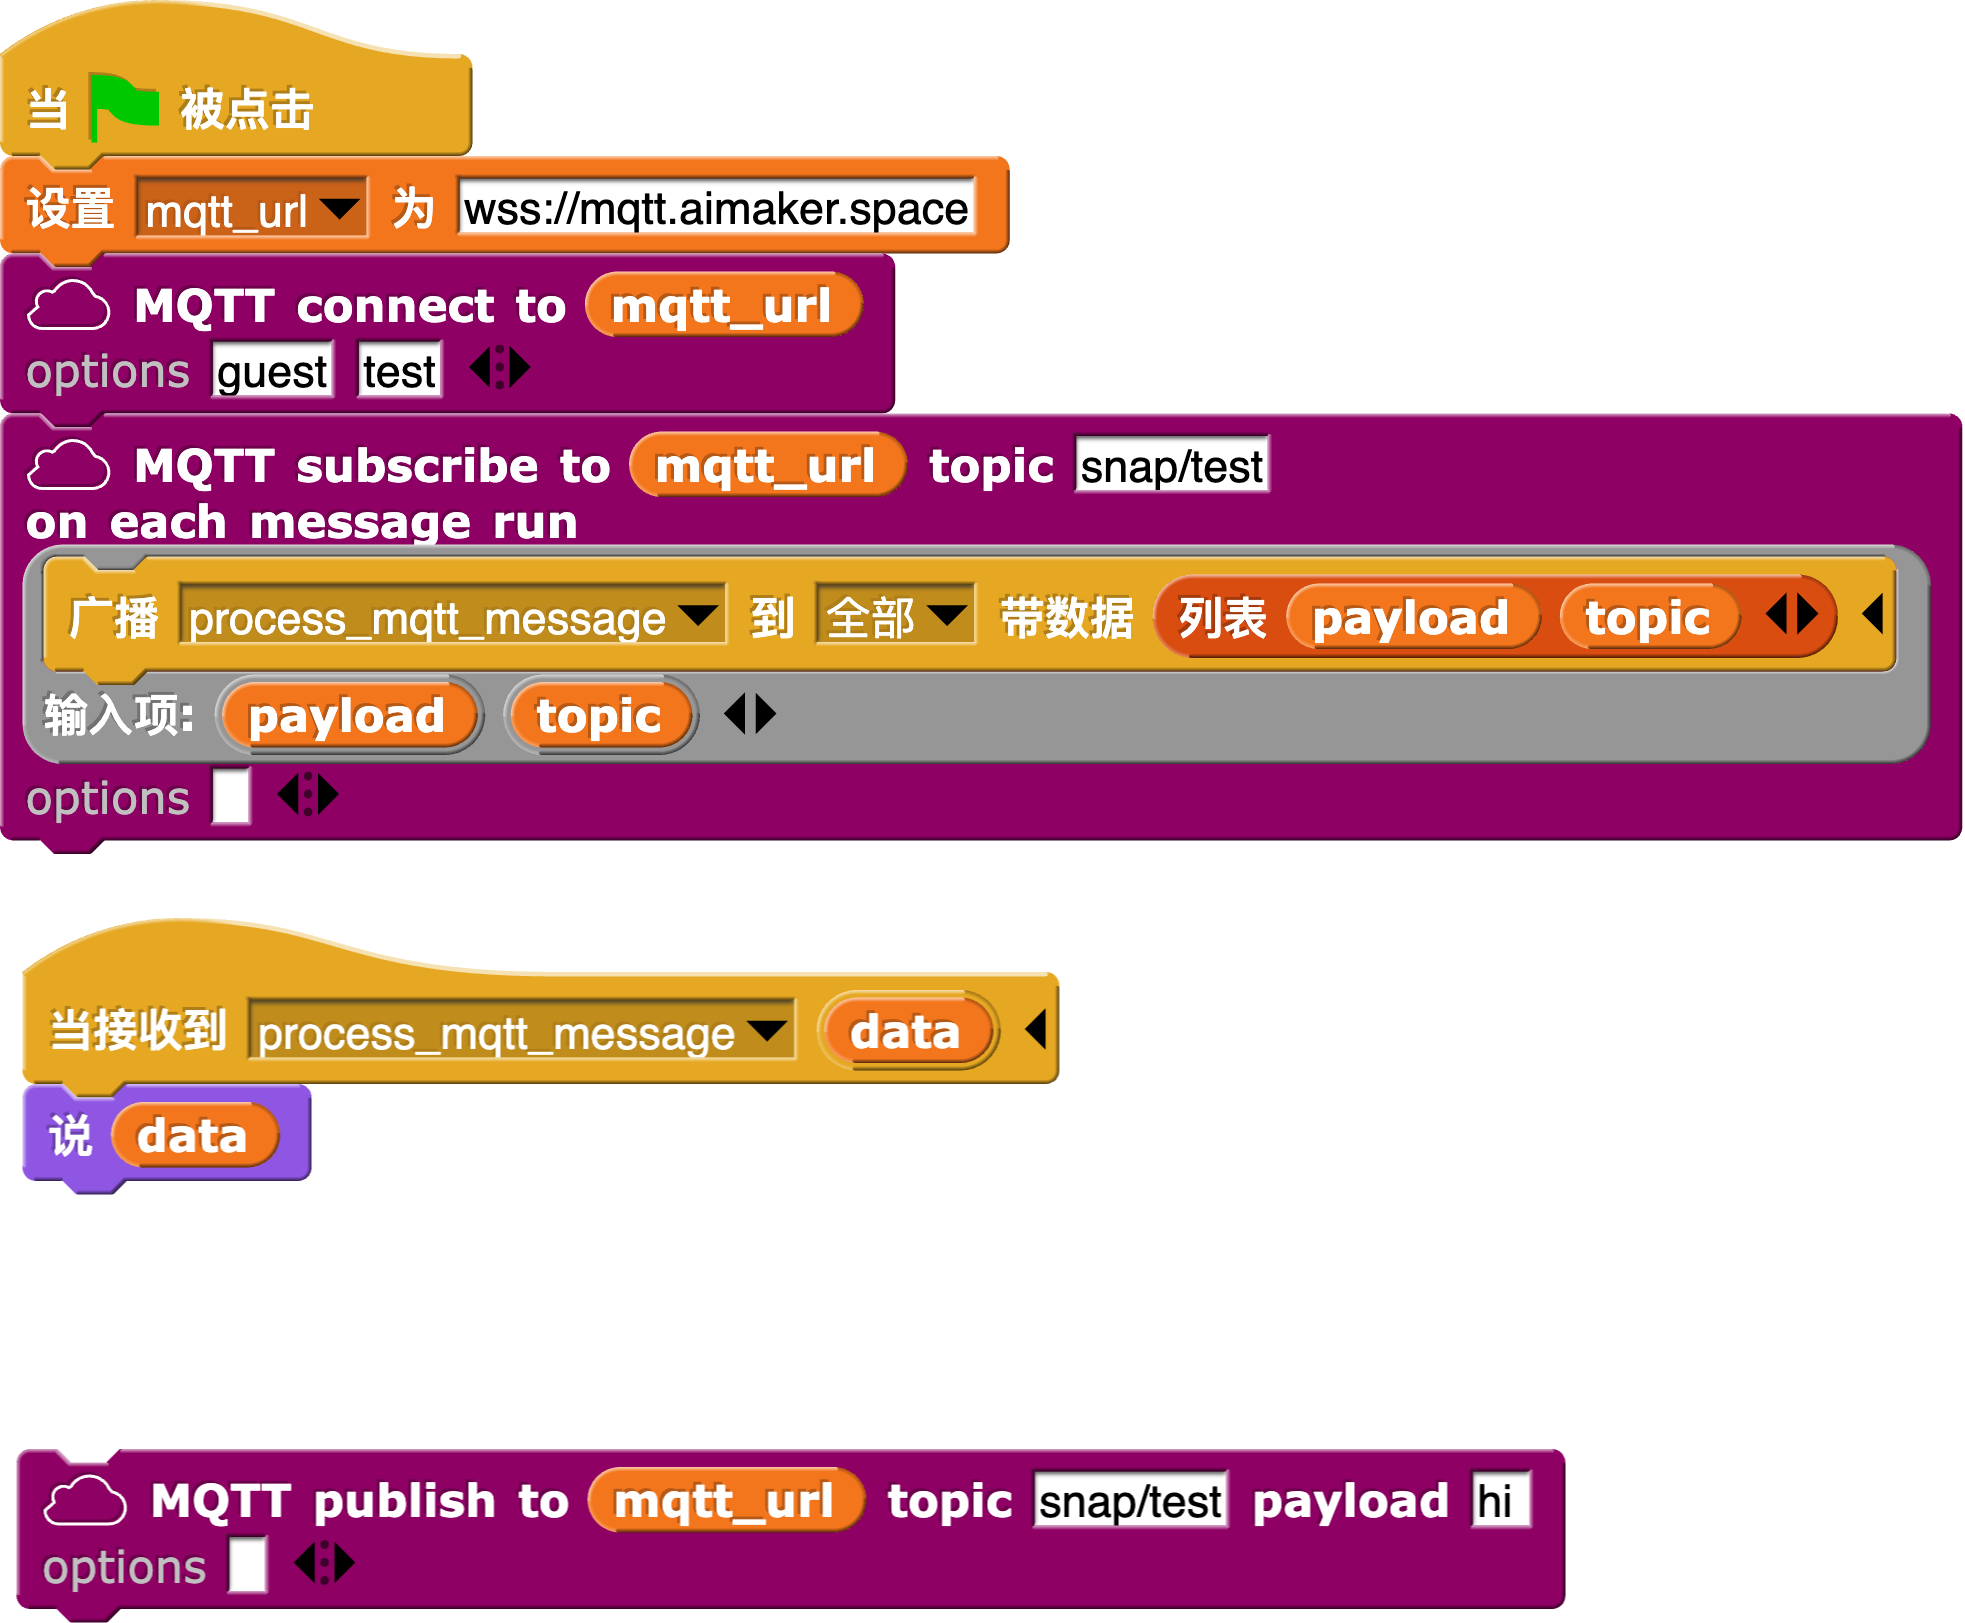 当 被点击
设置 mqtt_url 为 wss://mqtt.aimaker.space
MQTT connect to mqtt_url
options guest test
MQTT subscribe to mqtt_url topic snap/test
on each message run
广播 process_mqtt_message 到 全部 带数据 列表 payload topic
输入项: payload topic
options
当接收到 process_mqtt_message data
说 data
MQTT publish to mqtt_url topic snap/test payload hi
options